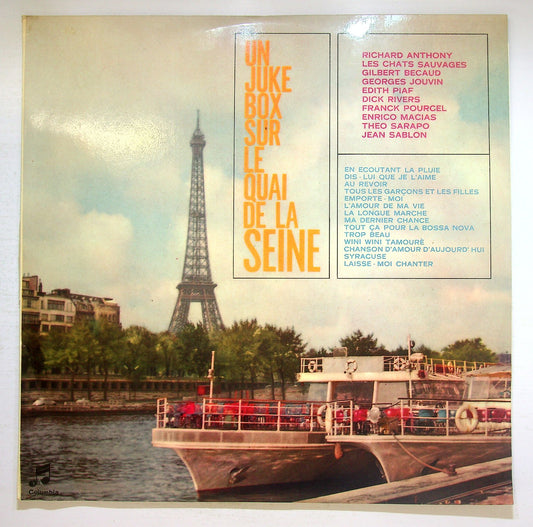 UN
JUKE
BOX
SUR
LE
QUAI
DE LA
SEINE
RICHARD ANTHONY
LES CHATS SAUVAGES
GILBERT BECAUD
GEORGES JOUVIN
EDITH PIAF
DICK RIVERS
FRANCK POURCEL
ENRICO MACIAS
THEO SARAPO
JEAN SABLON
EN ECOUTANT LA PLUIE
DIS-LUI QUE JE L'AIME
AU REVOIR
TOUS LES GARÇONS ET LES FILLES
EMPORTE-MOI
L'AMOUR DE MA VIE
LA LONGUE MARCHE
MA DERNIER CHANCE
TOUT ÇA POUR LA BOSSA NOVA
TROP BEAU
WINI WINI TAMOURÈ
CHANSON D'AMOUR D'AUJOURD'HUI
SYRACUSE
LAISSE-MOI CHANTER
Columbia